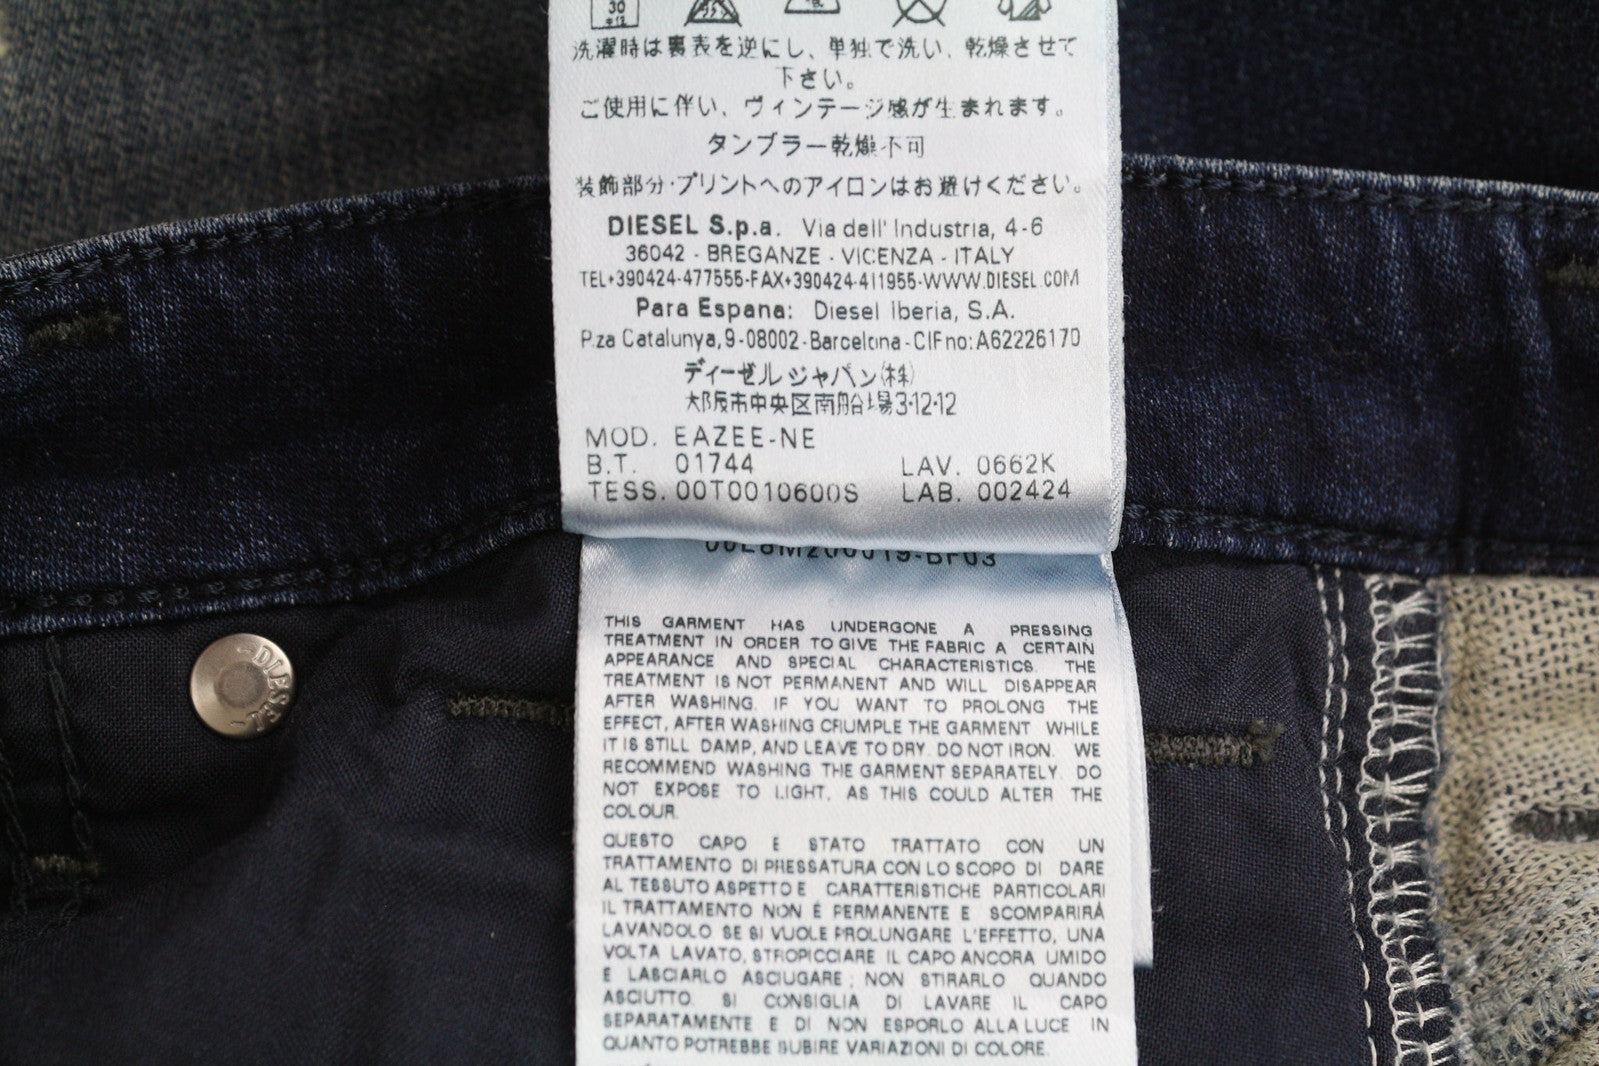 30
洗濯時は裏表を逆にし、単独で洗い、乾燥させて
下さい。
ご使用に伴い、ヴィンテージ感が生まれます。
タンブラー乾燥不可
装飾部分・プリントへのアイロンはお避けください。
DIESEL S.p.a. Via dell' Industria, 4-6
36042 - BREGANZE - VICENZA - ITALY
TEL+390424-477555-FAX+390424-411955-WWW.DIESEL.COM
Para Espana: Diesel Iberia, S.A.
P.za Catalunya, 9-08002-Barcelona-CIF no: A62226170
ディーゼルジャパン(株)
大阪市中央区南船場3-12-12
MOD. EAZEE-NE
B.T. 01744 LAV. 0662K
TESS. 00T0010600S LAB. 002424
THIS GARMENT HAS UNDERGONE A PRESSING
TREATMENT IN ORDER TO GIVE THE FABRIC A CERTAIN
APPEARANCE AND SPECIAL CHARACTERISTICS. THE
TREATMENT IS NOT PERMANENT AND WILL DISAPPEAR
AFTER WASHING. IF YOU WANT TO PROLONG THE
EFFECT, AFTER WASHING CRUMPLE THE GARMENT WHILE
IT IS STILL DAMP, AND LEAVE TO DRY. DO NOT IRON. WE
RECOMMEND WASHING THE GARMENT SEPARATELY. DO
NOT EXPOSE TO LIGHT, AS THIS COULD ALTER THE
COLOUR.
QUESTO CAPO E STATO TRATTATO CON UN
TRATTAMENTO DI PRESSATURA CON LO SCOPO DI DARE
AL TESSUTO ASPETTO E CARATTERISTICHE PARTICOLARI
IL TRATTAMENTO NON É PERMANENTE E SCOMPARIRÀ
LAVANDOLO SE SI VUOLE PROLUNGARE L'EFFETTO, UNA
VOLTA LAVATO, STROPICCIARE IL CAPO ANCORA UMIDO
E LASCIARLO ASCIUGARE; NON STIRARLO QUANDO
ASCIUTTO. SI CONSIGLIA DI LAVARE IL CAPO
SEPARATAMENTE E DI NON ESPORLO ALLA LUCE IN
QUANTO POTREBBE SUBIRE VARIAZIONI DI COLORE.
-DIESEL-